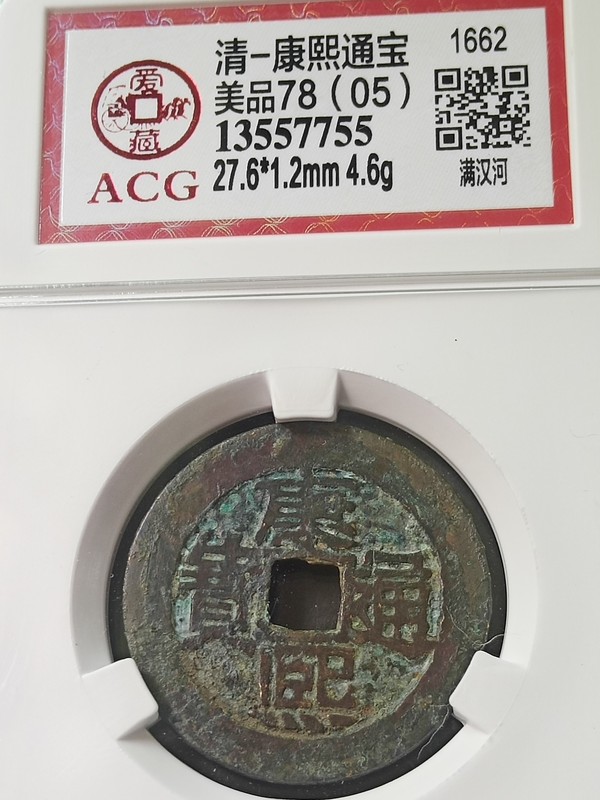 清-康熙通宝
1662
美品78（05）
13557755
27.6*1.2mm 4.6g
满汉河
爱藏
ACG
康熙通寶